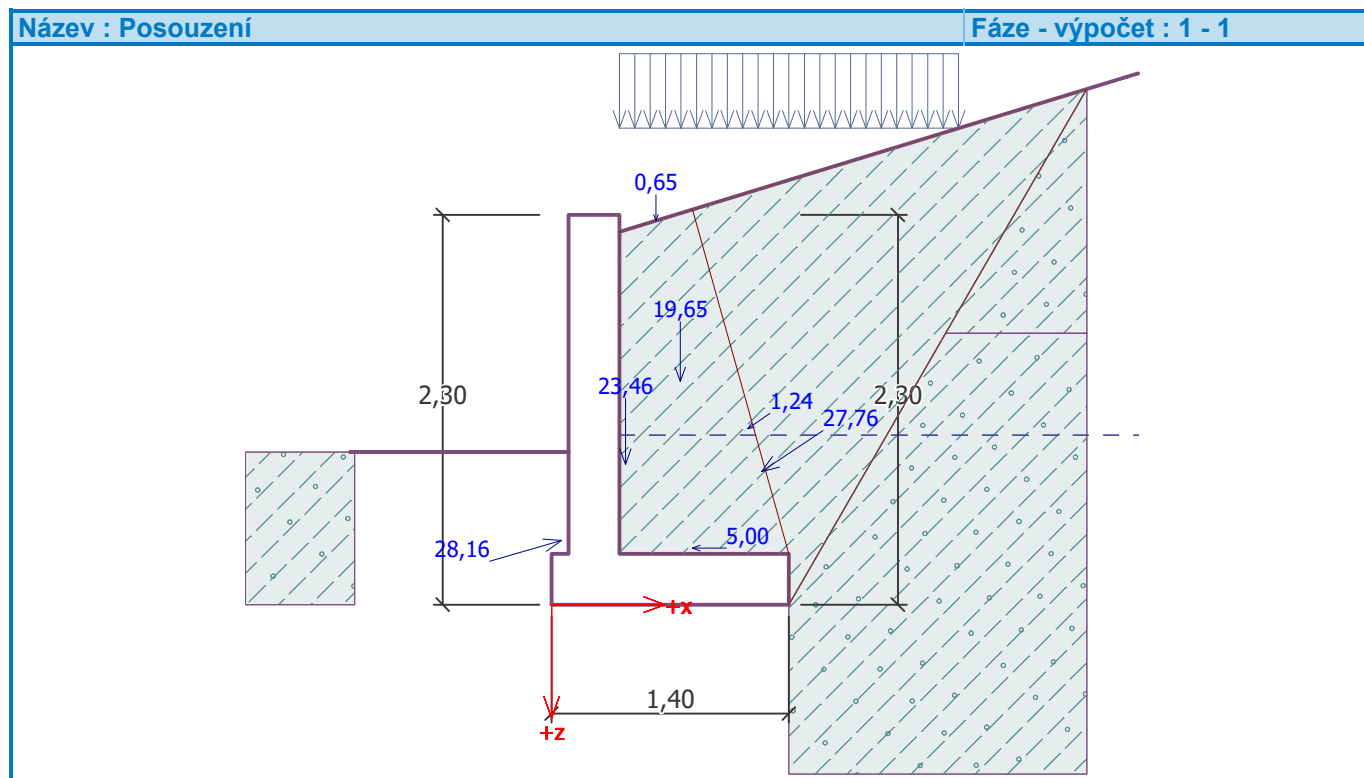 Název : Posouzení
Fáze - výpočet : 1 - 1
0,65
19,65
23,46
2,30
1,24
2,30
27,76
28,16
5,00
+x
1,40
+z